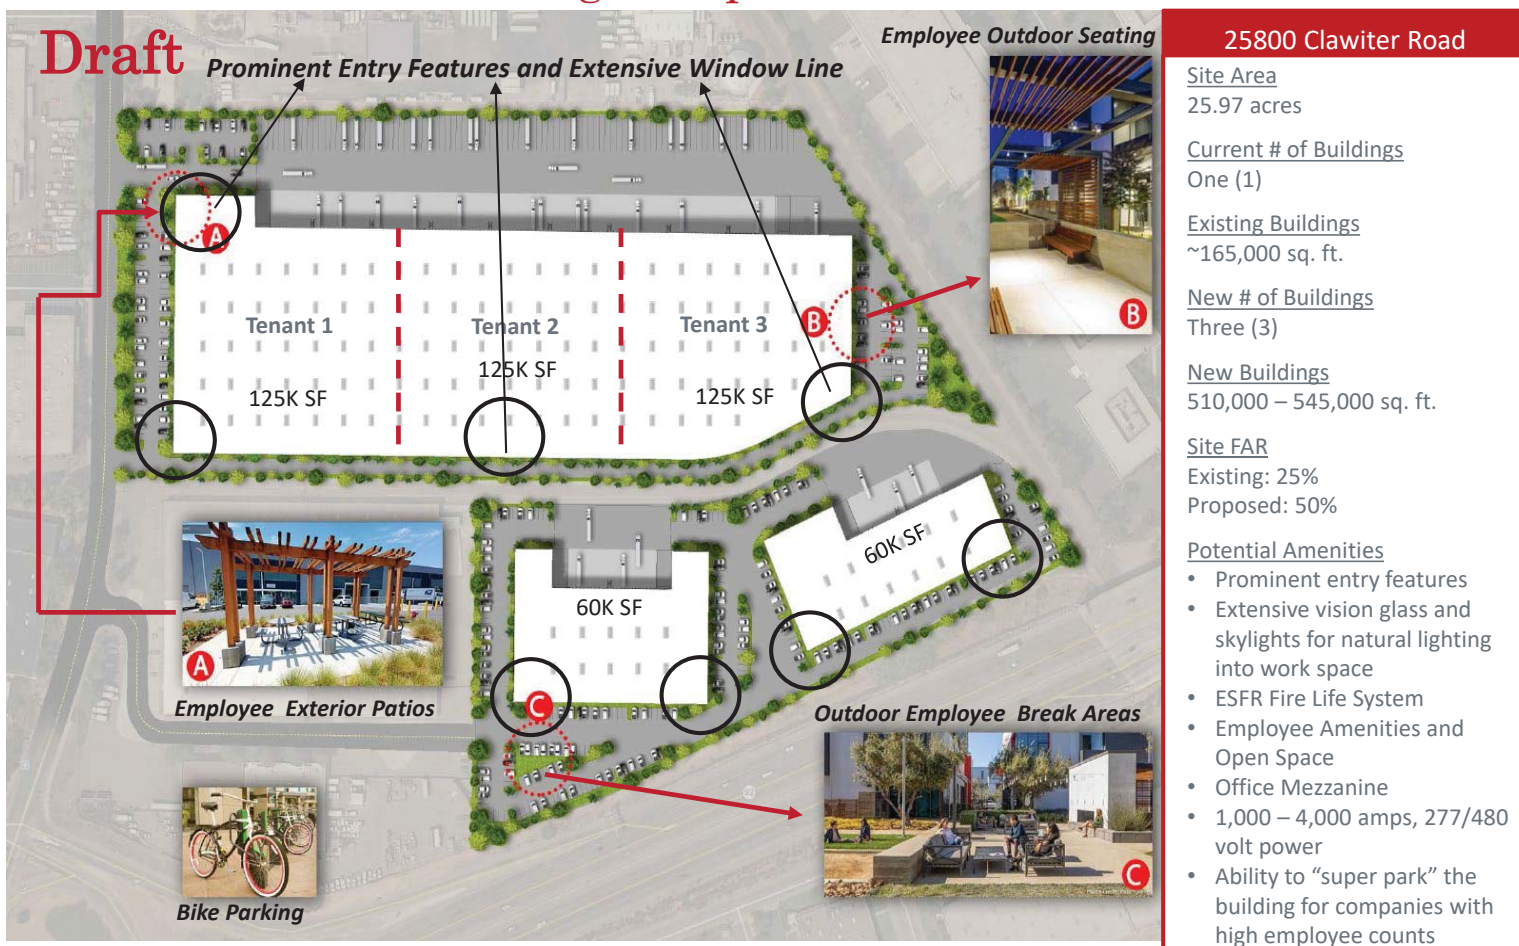 Draft
Prominent Entry Features and Extensive Window Line
Employee Outdoor Seating
A
B
B
Tenant 1
Tenant 2
Tenant 3
125K SF
125K SF
125K SF
60K SF
60K SF
A
Employee Exterior Patios
C
Outdoor Employee Break Areas
C
Bike Parking
25800 Clawiter Road
Site Area
25.97 acres
Current # of Buildings
One (1)
Existing Buildings
~165,000 sq. ft.
New # of Buildings
Three (3)
New Buildings
510,000 – 545,000 sq. ft.
Site FAR
Existing: 25%
Proposed: 50%
Potential Amenities
• Prominent entry features
• Extensive vision glass and
skylights for natural lighting
into work space
• ESFR Fire Life System
• Employee Amenities and
Open Space
• Office Mezzanine
• 1,000 – 4,000 amps, 277/480
volt power
• Ability to “super park” the
building for companies with
high employee counts